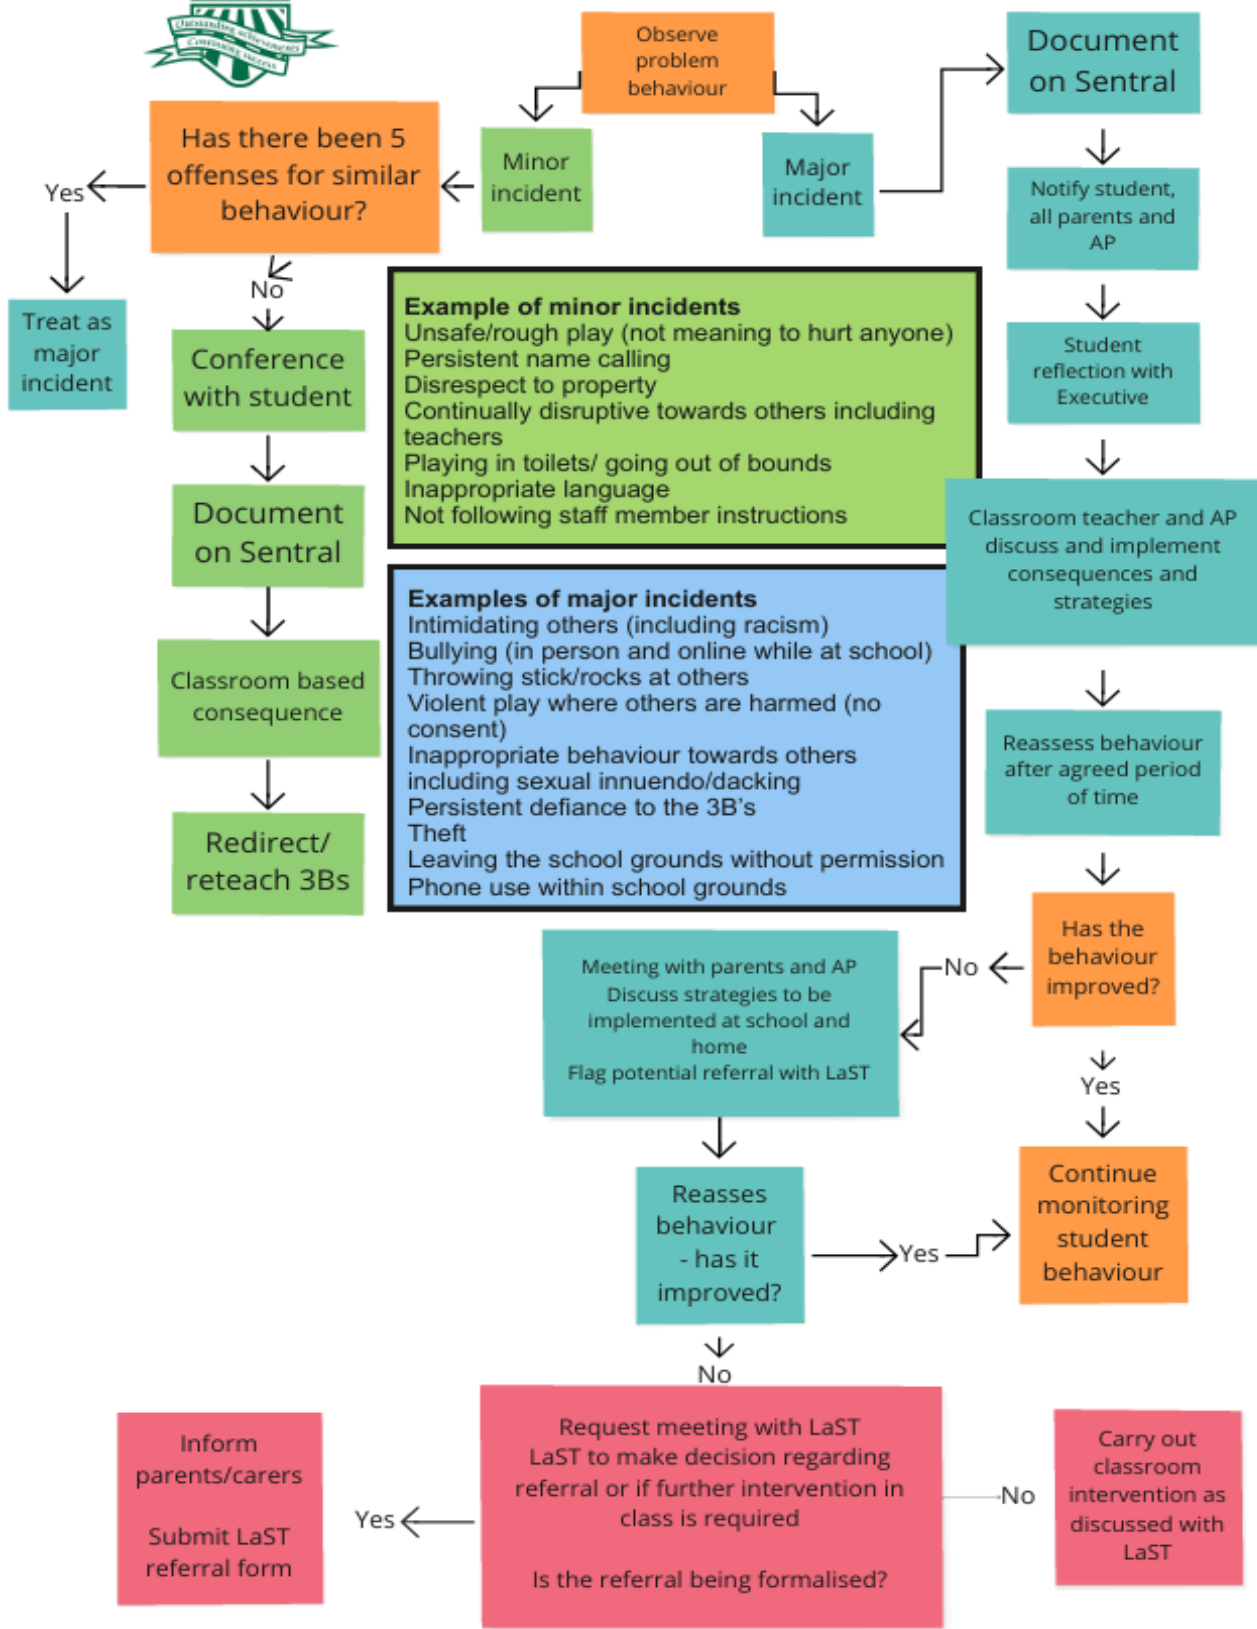 Outstanding achievements
Continuing success
Observe
problem
behaviour
Document
on Sentral
Has there been 5
offenses for similar
behaviour?
Minor
incident
Major
incident
Yes
Notify student,
all parents and
AP
No
Treat as
major
incident
Conference
with student
Example of minor incidents
Unsafe/rough play (not meaning to hurt anyone)
Persistent name calling
Disrespect to property
Continually disruptive towards others including
teachers
Playing in toilets/ going out of bounds
Inappropriate language
Not following staff member instructions
Student
reflection with
Executive
Document
on Sentral
Classroom teacher and AP
discuss and implement
consequences and
strategies
Examples of major incidents
Intimidating others (including racism)
Bullying (in person and online while at school)
Throwing stick/rocks at others
Violent play where others are harmed (no
consent)
Inappropriate behaviour towards others
including sexual innuendo/dacking
Persistent defiance to the 3B's
Theft
Leaving the school grounds without permission
Phone use within school grounds
Classroom based
consequence
Reassess behaviour
after agreed period
of time
Redirect/
reteach 3Bs
Has the
behaviour
improved?
No
Meeting with parents and AP
Discuss strategies to be
implemented at school and
home
Flag potential referral with LaST
Yes
Reasses
behaviour
- has it
improved?
Yes
Continue
monitoring
student
behaviour
No
Request meeting with LaST
LaST to make decision regarding
referral or if further intervention in
class is required
Is the referral being formalised?
Yes
Inform
parents/carers
Submit LaST
referral form
No
Carry out
classroom
intervention as
discussed with
LaST